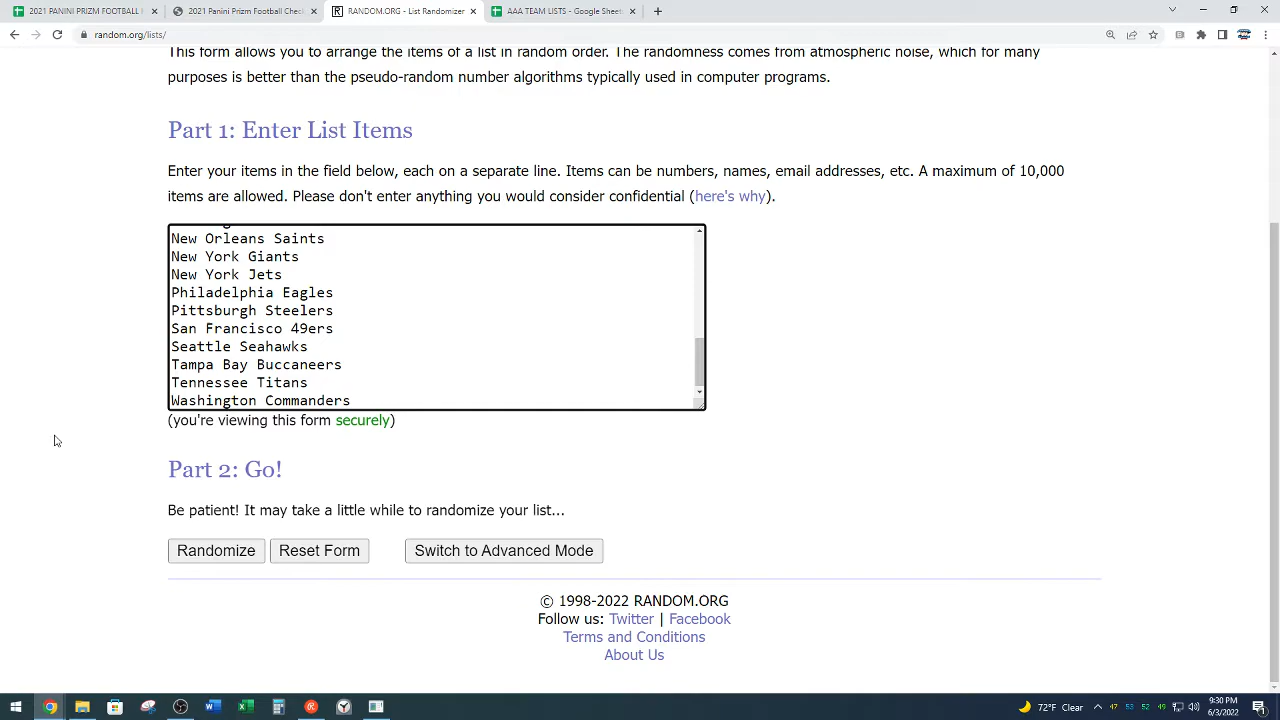 2021 PANINI PRIZM FOOTBALL
2021 Panini Prizm Football Chec
RANDOM.ORG - List Randomizer
AAA TEAM LISTS - Google Sheets
random.org/lists/
This form allows you to arrange the items of a list in random order. The randomness comes from atmospheric noise, which for many
purposes is better than the pseudo-random number algorithms typically used in computer programs.
Part 1: Enter List Items
Enter your items in the field below, each on a separate line. Items can be numbers, names, email addresses, etc. A maximum of 10,000
items are allowed. Please don't enter anything you would consider confidential (here's why).
New Orleans Saints
New York Giants
New York Jets
Philadelphia Eagles
Pittsburgh Steelers
San Francisco 49ers
Seattle Seahawks
Tampa Bay Buccaneers
Tennessee Titans
Washington Commanders
(you're viewing this form securely)
Part 2: Go!
Be patient! It may take a little while to randomize your list...
Randomize
Reset Form
Switch to Advanced Mode
© 1998-2022 RANDOM.ORG
Follow us: Twitter | Facebook
Terms and Conditions
About Us
72°F Clear
47
53
52
49
9:30 PM
6/3/2022